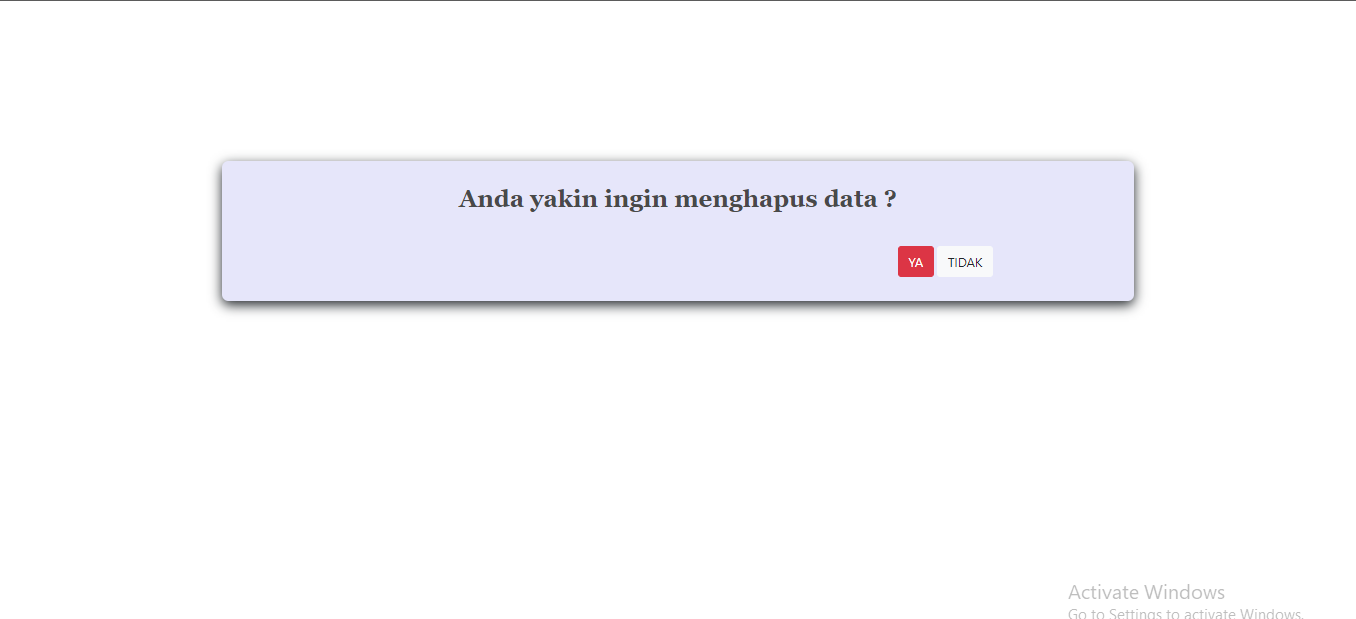 Anda yakin ingin menghapus data ?
YA TIDAK
Activate Windows
Go to Settings to activate Windows.